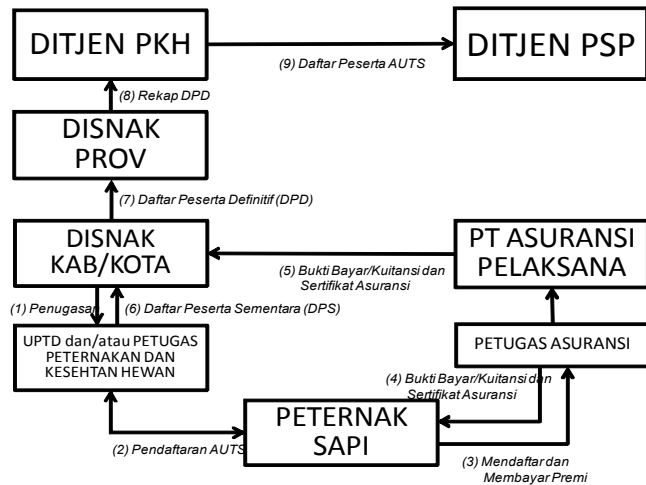 DITJEN PKH
DITJEN PSP
(9) Daftar Peserta AUTS
(8) Rekap DPD
DISNAK
PROV
(7) Daftar Peserta Definitif (DPD)
DISNAK
KAB/KOTA
PT ASURANSI
PELAKSANA
(5) Bukti Bayar/Kuitansi dan
Sertifikat Asuransi
(1) Penugasan
(6) Daftar Peserta Sementara (DPS)
UPTD dan/atau PETUGAS
PETERNAKAN DAN
KESEHTAN HEWAN
PETUGAS ASURANSI
(4) Bukti Bayar/Kuitansi dan
Sertifikat Asuransi
PETERNAK
SAPI
(2) Pendaftaran AUTS
(3) Mendaftar dan
Membayar Premi